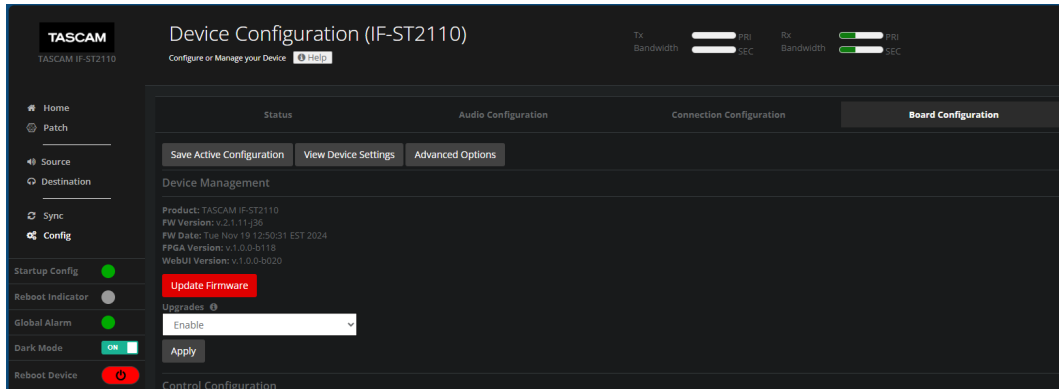 TASCAM
TASCAM IF-ST2110
Device Configuration (IF-ST2110)
Configure or Manage your Device Help
Tx Bandwidth PRI SEC
Rx Bandwidth PRI SEC
Home
Patch
Source
Destination
Sync
Config
Startup Config
Reboot Indicator
Global Alarm
Dark Mode ON
Reboot Device
Status Audio Configuration Connection Configuration Board Configuration
Save Active Configuration View Device Settings Advanced Options
Device Management
Product: TASCAM IF-ST2110
FW Version: v.2.1.11-j36
FW Date: Tue Nov 19 12:50:31 EST 2024
FPGA Version: v.1.0.0-b118
WebUI Version: v.1.0.0-b020
Update Firmware
Upgrades
Enable
Apply
Control Configuration